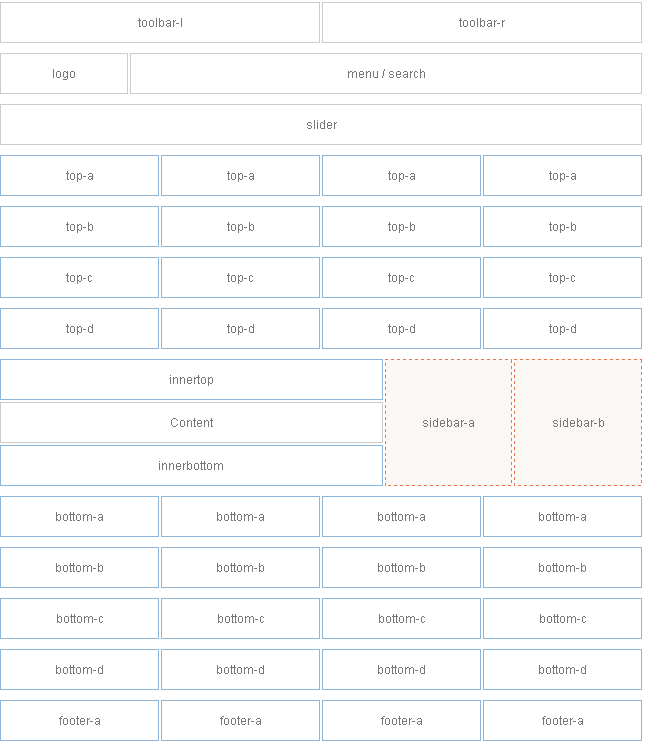 toolbar-l toolbar-r
logo menu / search
slider
top-a top-a top-a top-a
top-b top-b top-b top-b
top-c top-c top-c top-c
top-d top-d top-d top-d
innertop
Content sidebar-a sidebar-b
innerbottom
bottom-a bottom-a bottom-a bottom-a
bottom-b bottom-b bottom-b bottom-b
bottom-c bottom-c bottom-c bottom-c
bottom-d bottom-d bottom-d bottom-d
footer-a footer-a footer-a footer-a